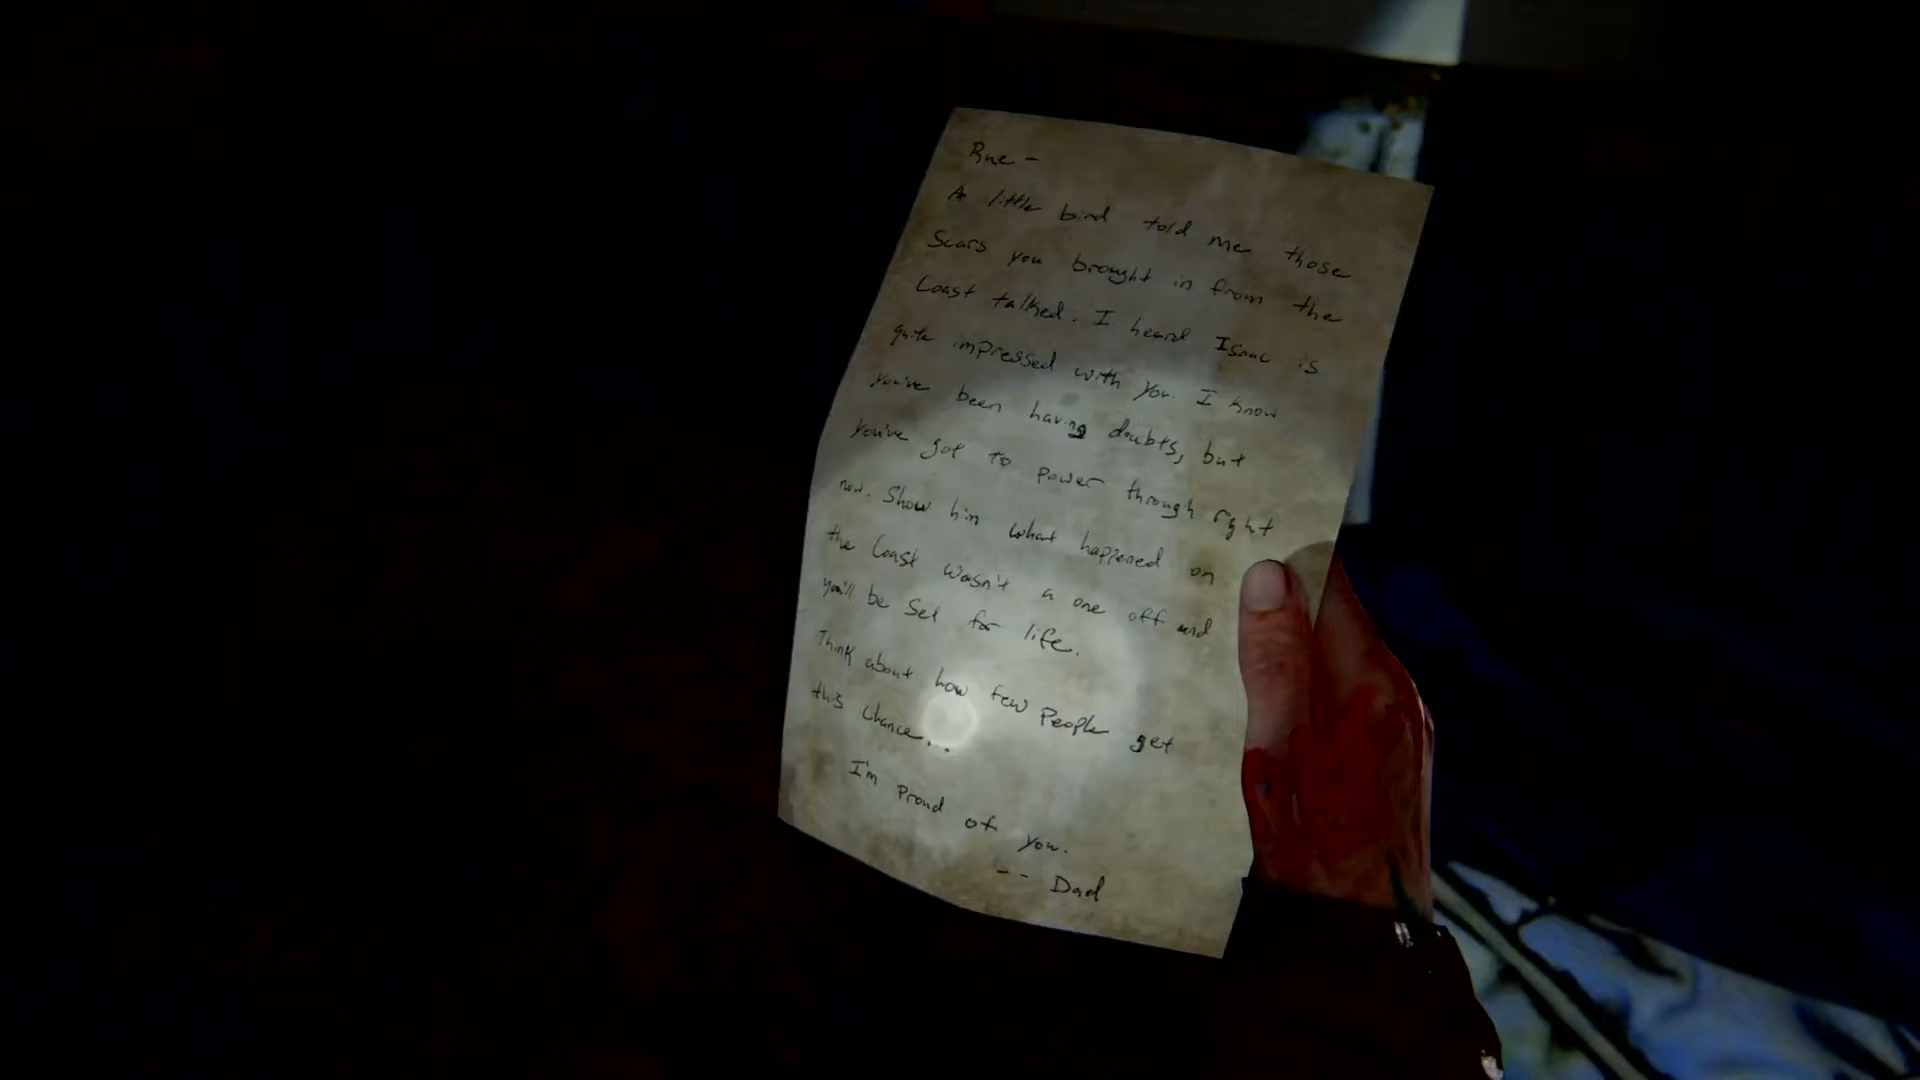 Rue -
A little bird told me those
Scars you brought in from the
Coast talked. I heard Isaac is
quite impressed with you. I know
you've been having doubts, but
you've got to power through right
now. Show him what happened on
the Coast wasn't a one off and
you'll be set for life.
Think about how few People get
this chance...
I'm Proud of you.
-- Dad